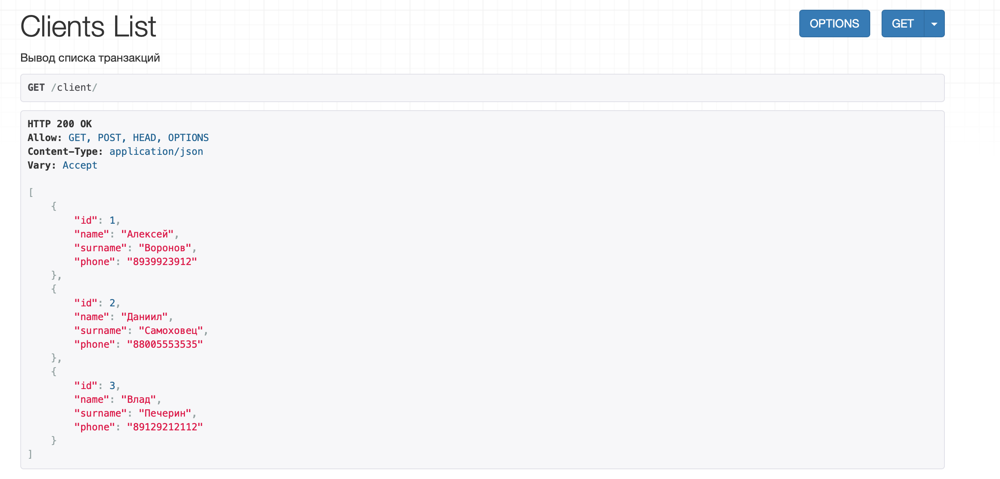 Clients List
OPTIONS
GET
Вывод списка транзакций
GET /client/
HTTP 200 OK
Allow: GET, POST, HEAD, OPTIONS
Content-Type: application/json
Vary: Accept
[
    {
        "id": 1,
        "name": "Алексей",
        "surname": "Воронов",
        "phone": "8939923912"
    },
    {
        "id": 2,
        "name": "Даниил",
        "surname": "Самоховец",
        "phone": "88005553535"
    },
    {
        "id": 3,
        "name": "Влад",
        "surname": "Печерин",
        "phone": "89129212112"
    }
]